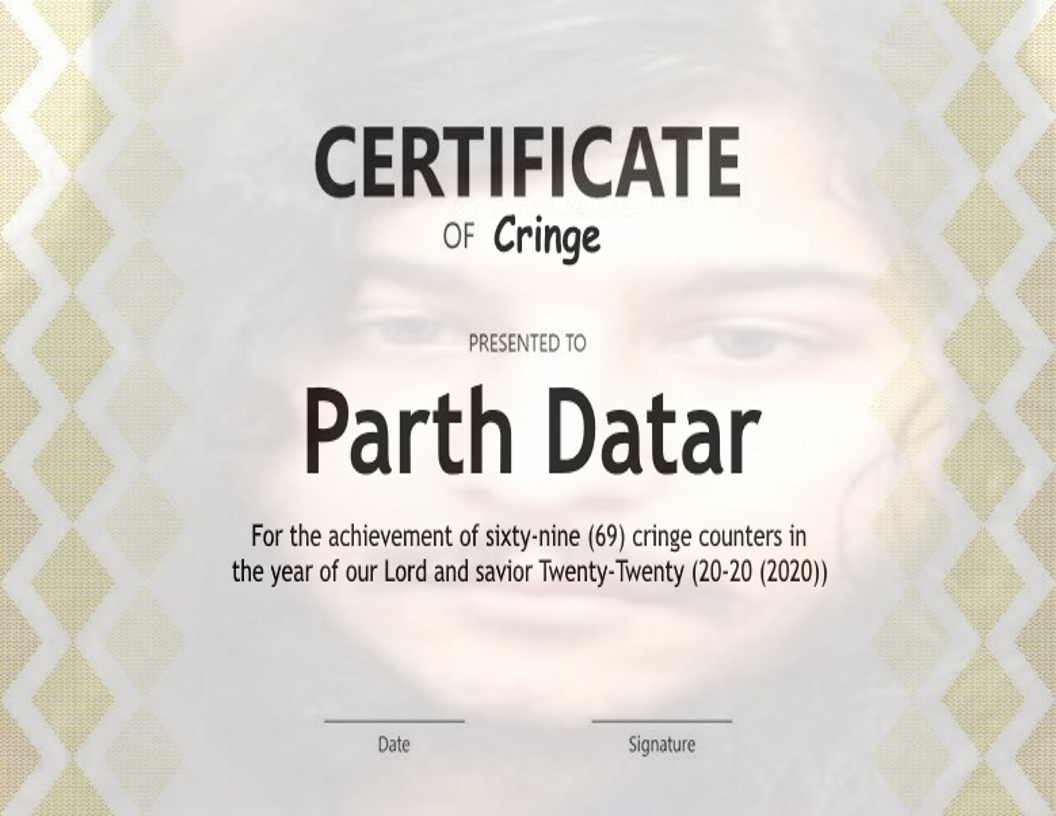 CERTIFICATE
OF Cringe
PRESENTED TO
Parth Datar
For the achievement of sixty-nine (69) cringe counters in
the year of our Lord and savior Twenty-Twenty (20-20 (2020))
Date Signature